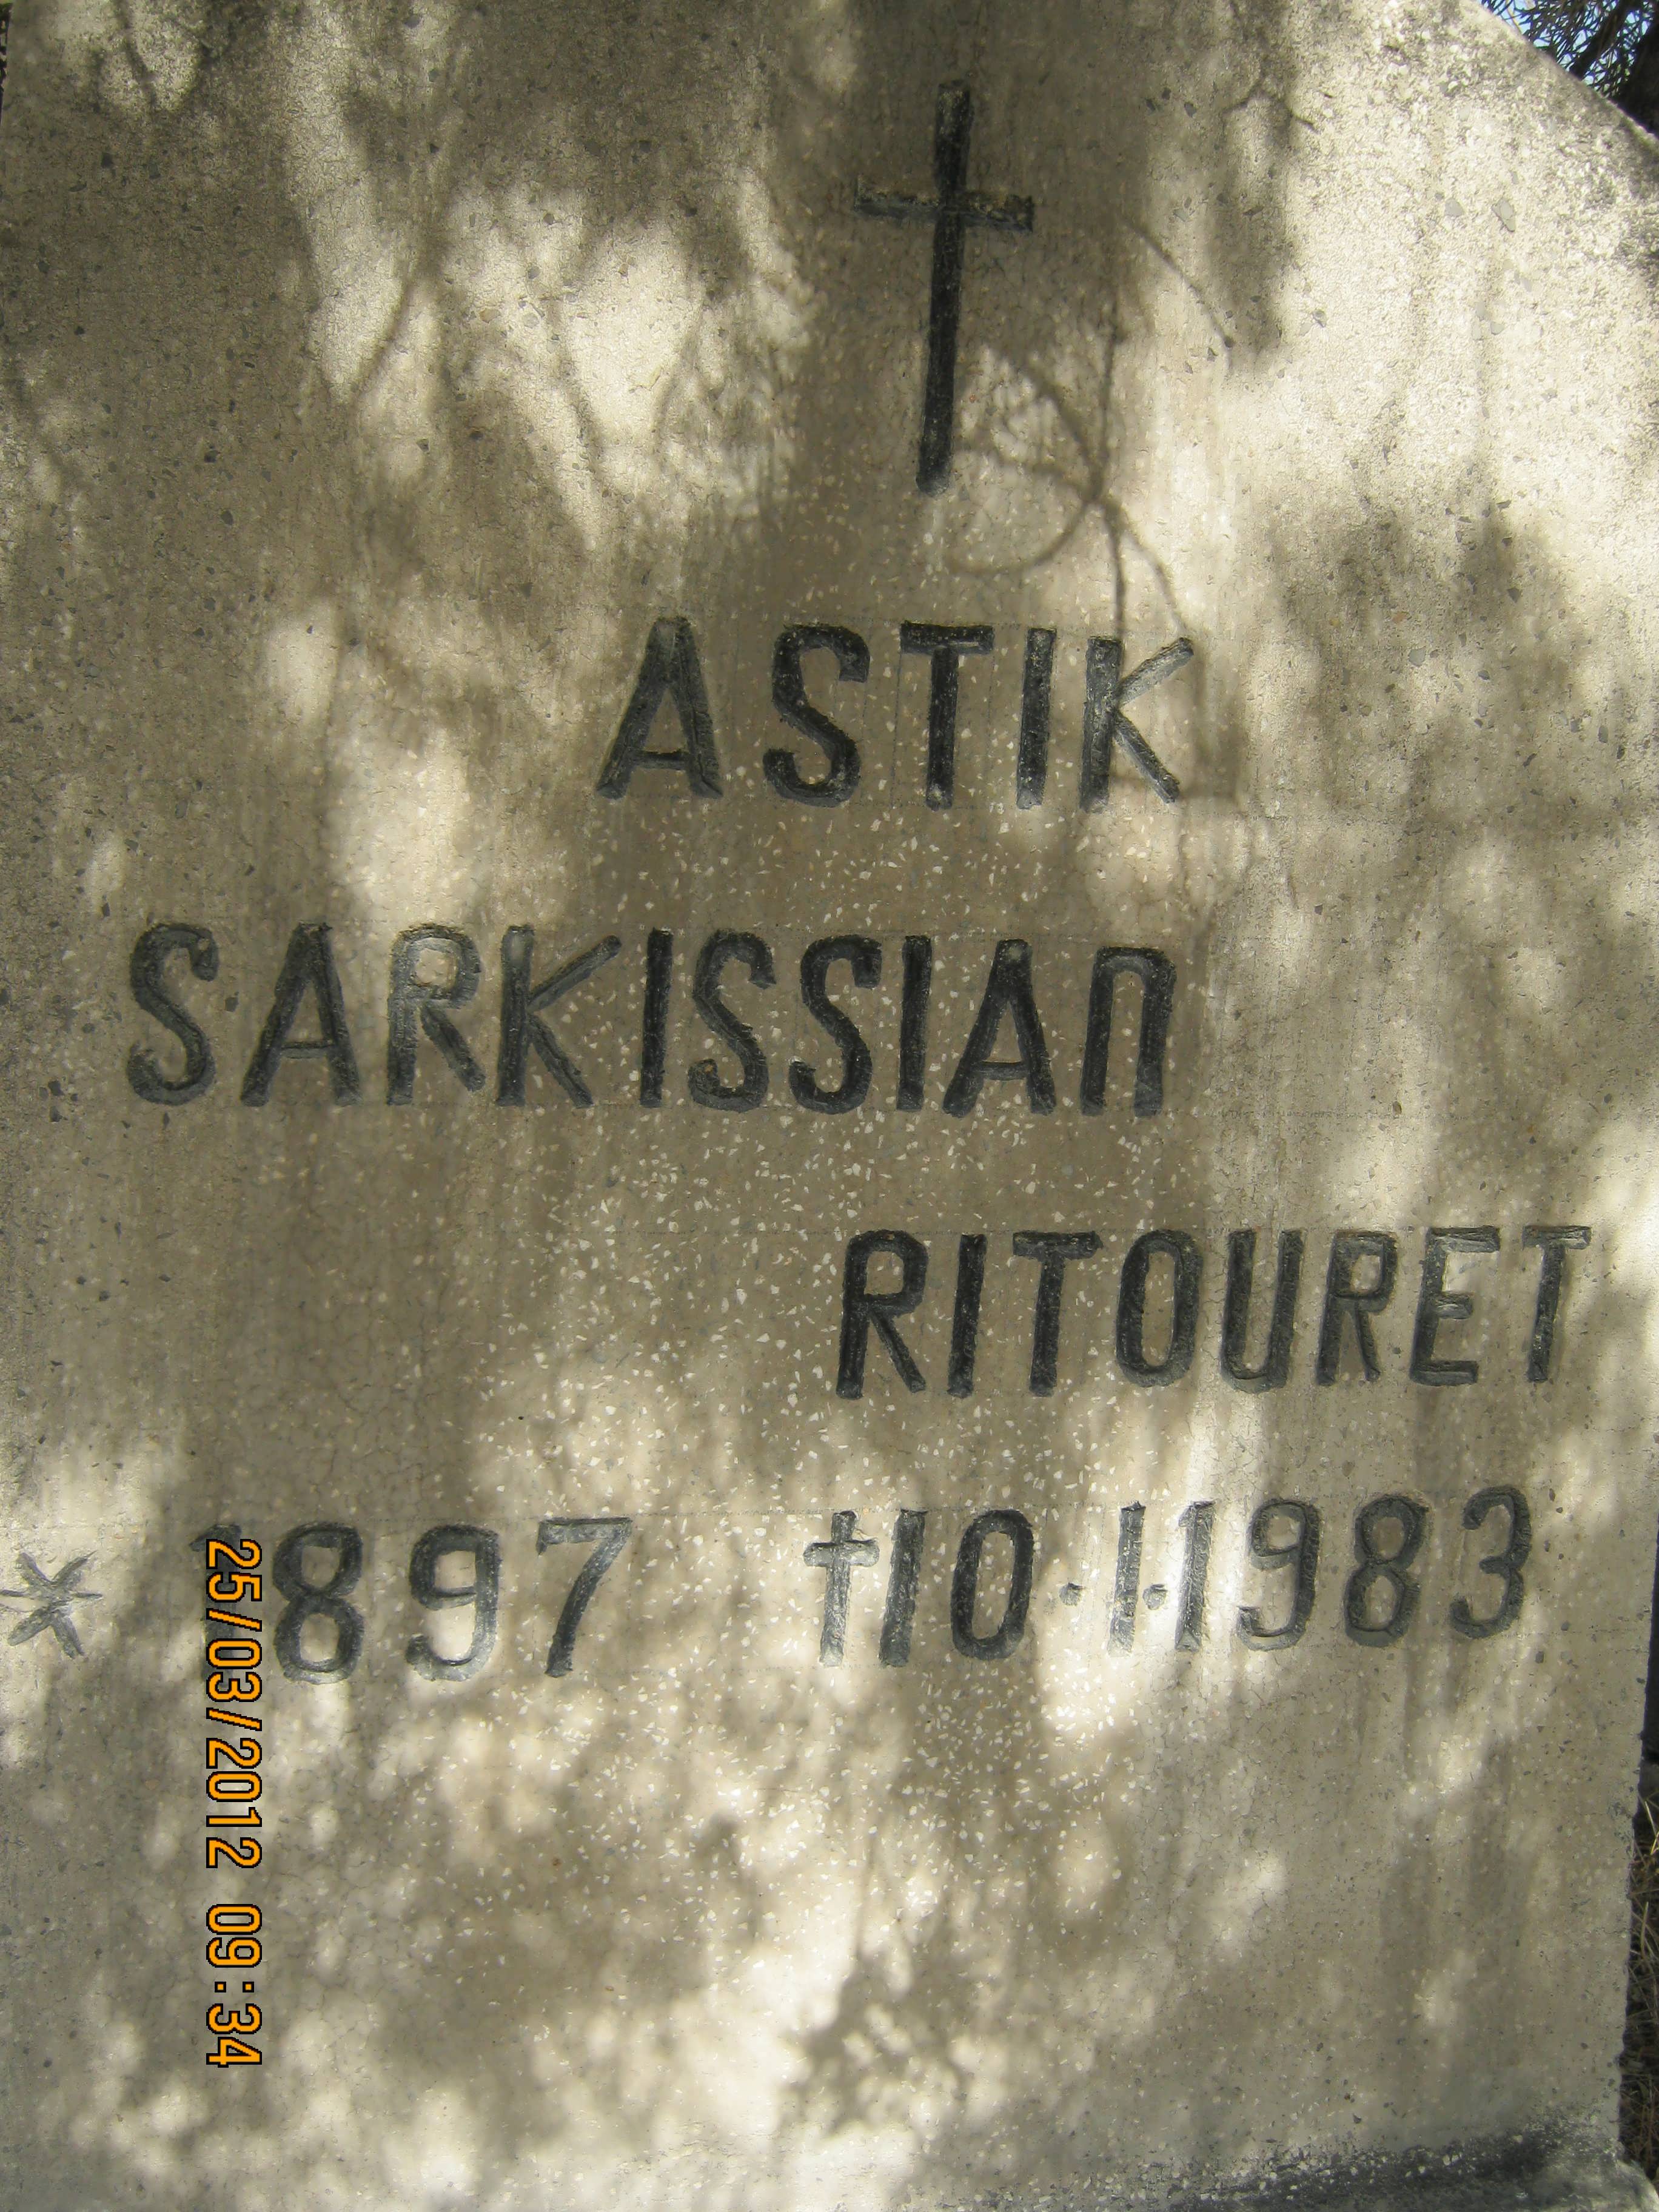 ASTIK
SARKISSIAN
RITOURET
* 1897 †10·1·1983
25/03/2012 09:34